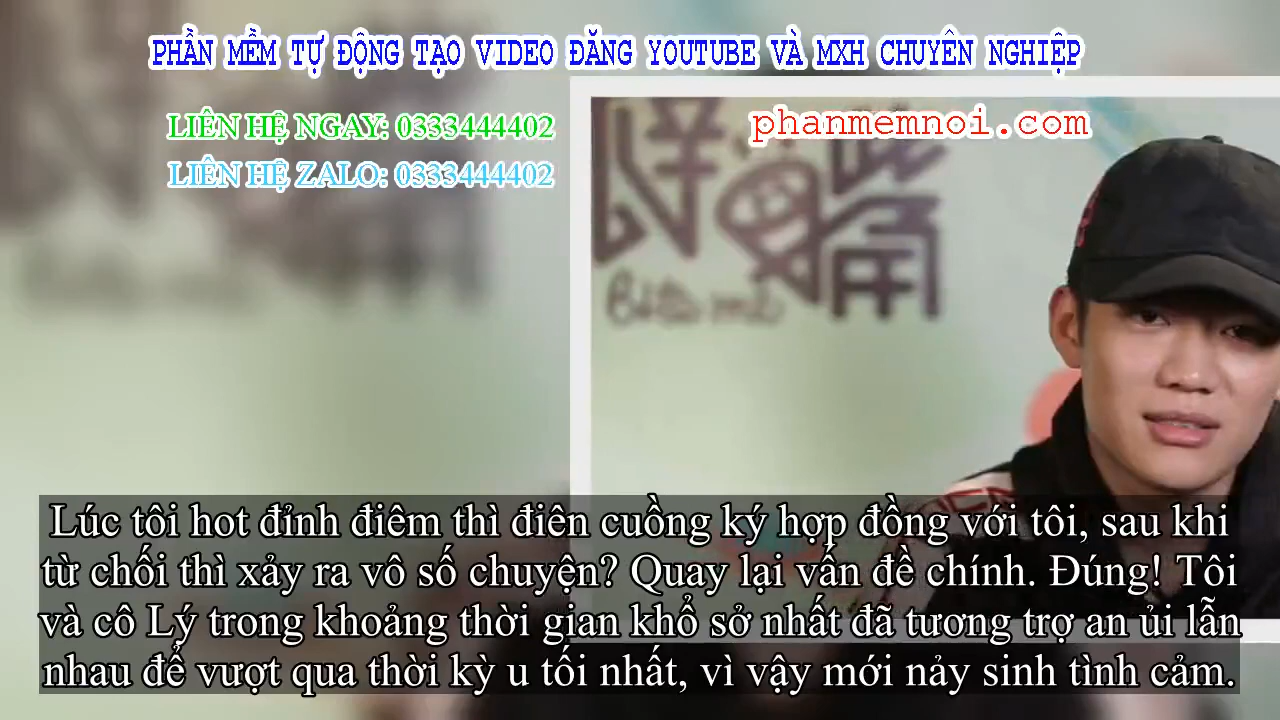 PHẦN MỀM TỰ ĐỘNG TẠO VIDEO ĐĂNG YOUTUBE VÀ MXH CHUYÊN NGHIỆP
LIÊN HỆ NGAY: 0333444402
phanmemnoi.com
LIÊN HỆ ZALO: 0333444402
Lúc tôi hot đỉnh điêm thì điên cuồng ký hợp đồng với tôi, sau khi
từ chối thì xảy ra vô số chuyện? Quay lại vấn đề chính. Đúng! Tôi
và cô Lý trong khoảng thời gian khổ sở nhất đã tương trợ an ủi lẫn
nhau để vượt qua thời kỳ u tối nhất, vì vậy mới nảy sinh tình cảm.